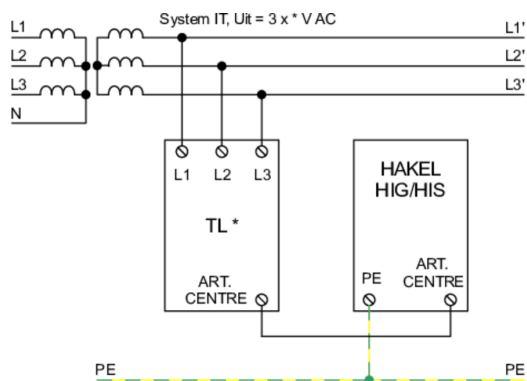 System IT, Uit = 3 x * V AC
L1
L1'
L2
L2'
L3
L3'
N
L1 L2 L3
TL *
ART.
CENTRE
HAKEL
HIG/HIS
PE
ART.
CENTRE
PE
PE